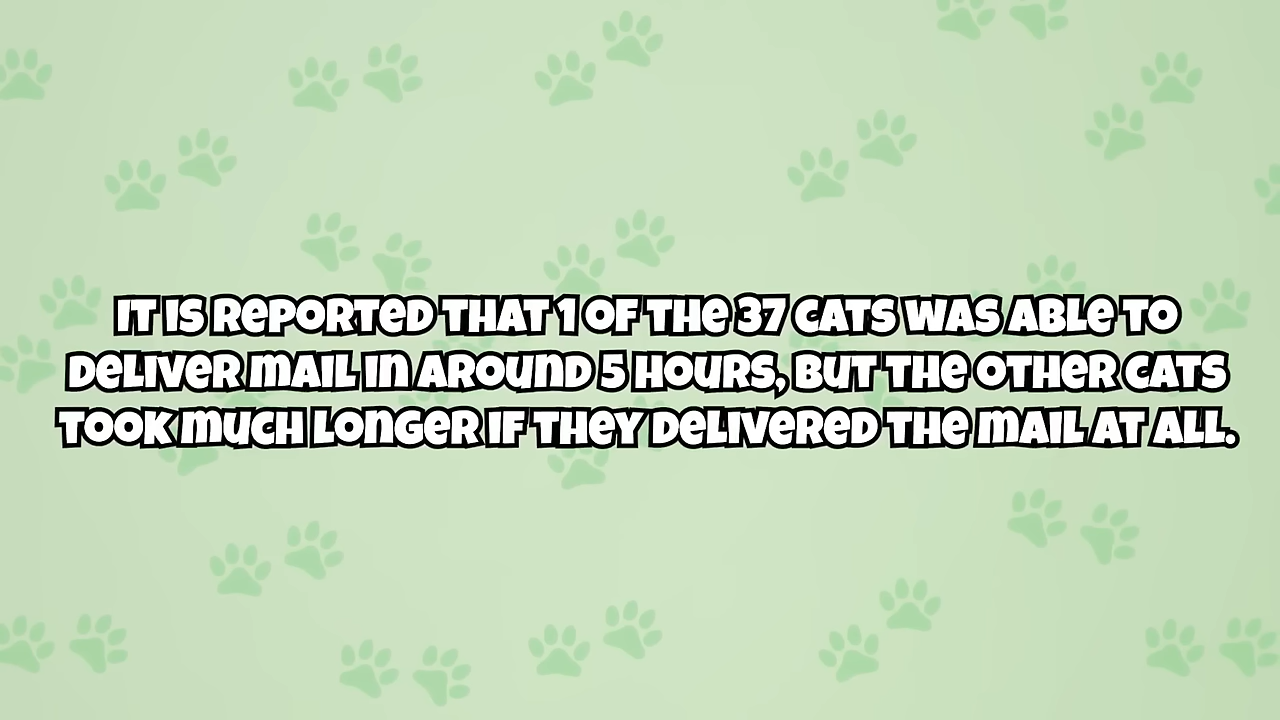 IT IS REPORTED THAT 1 OF THE 37 CATS WAS ABLE TO
DELIVER MAIL IN AROUND 5 HOURS, BUT THE OTHER CATS
TOOK MUCH LONGER IF THEY DELIVERED THE MAIL AT ALL.